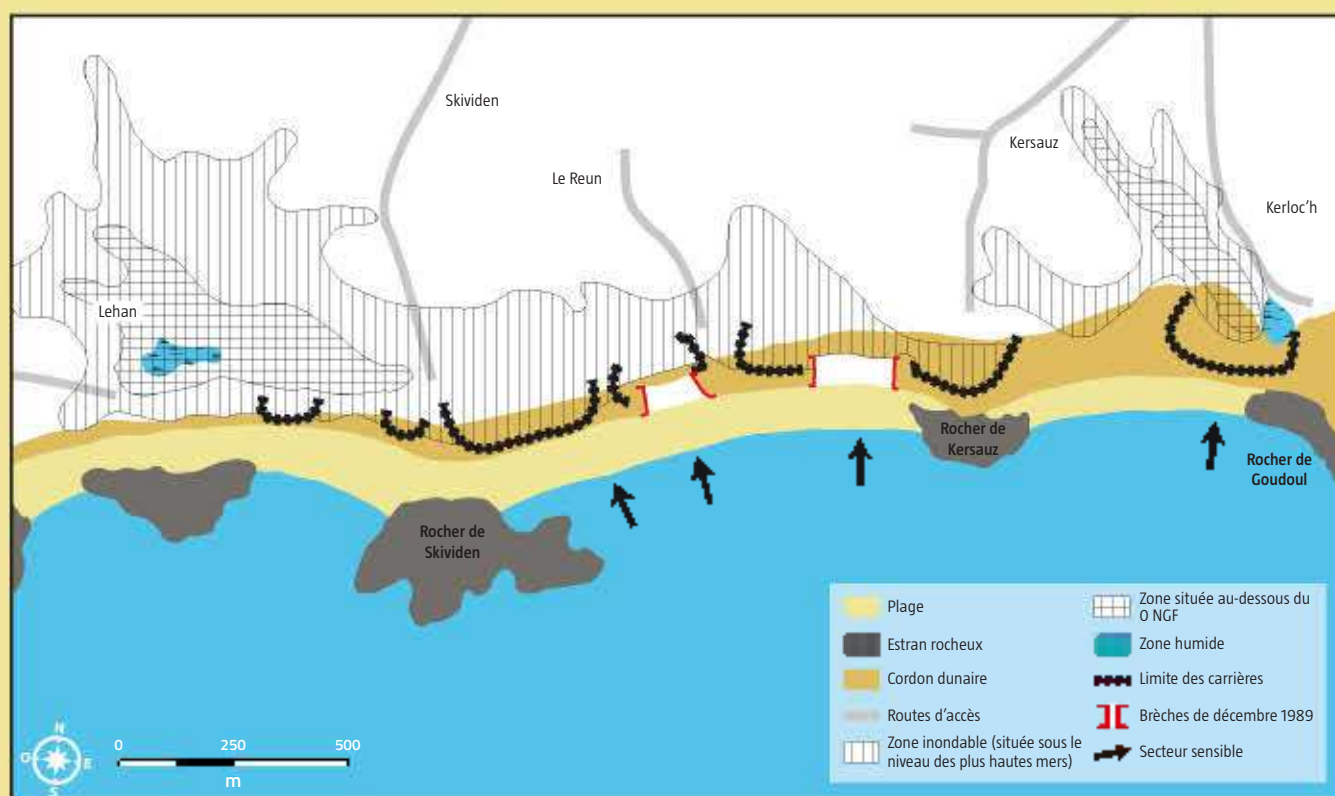 Skividen
Le Reun
Kersauz
Kerloc'h
Lehan
Rocher de
Kersauz
Rocher de
Goudoul
Rocher de
Skividen
Plage
Estran rocheux
Cordon dunaire
Routes d'accès
Zone inondable (située sous le
niveau des plus hautes mers)
Zone située au-dessous du
0 NGF
Zone humide
Limite des carrières
Brèches de décembre 1989
Secteur sensible
N
O E
S
0 250 500
m